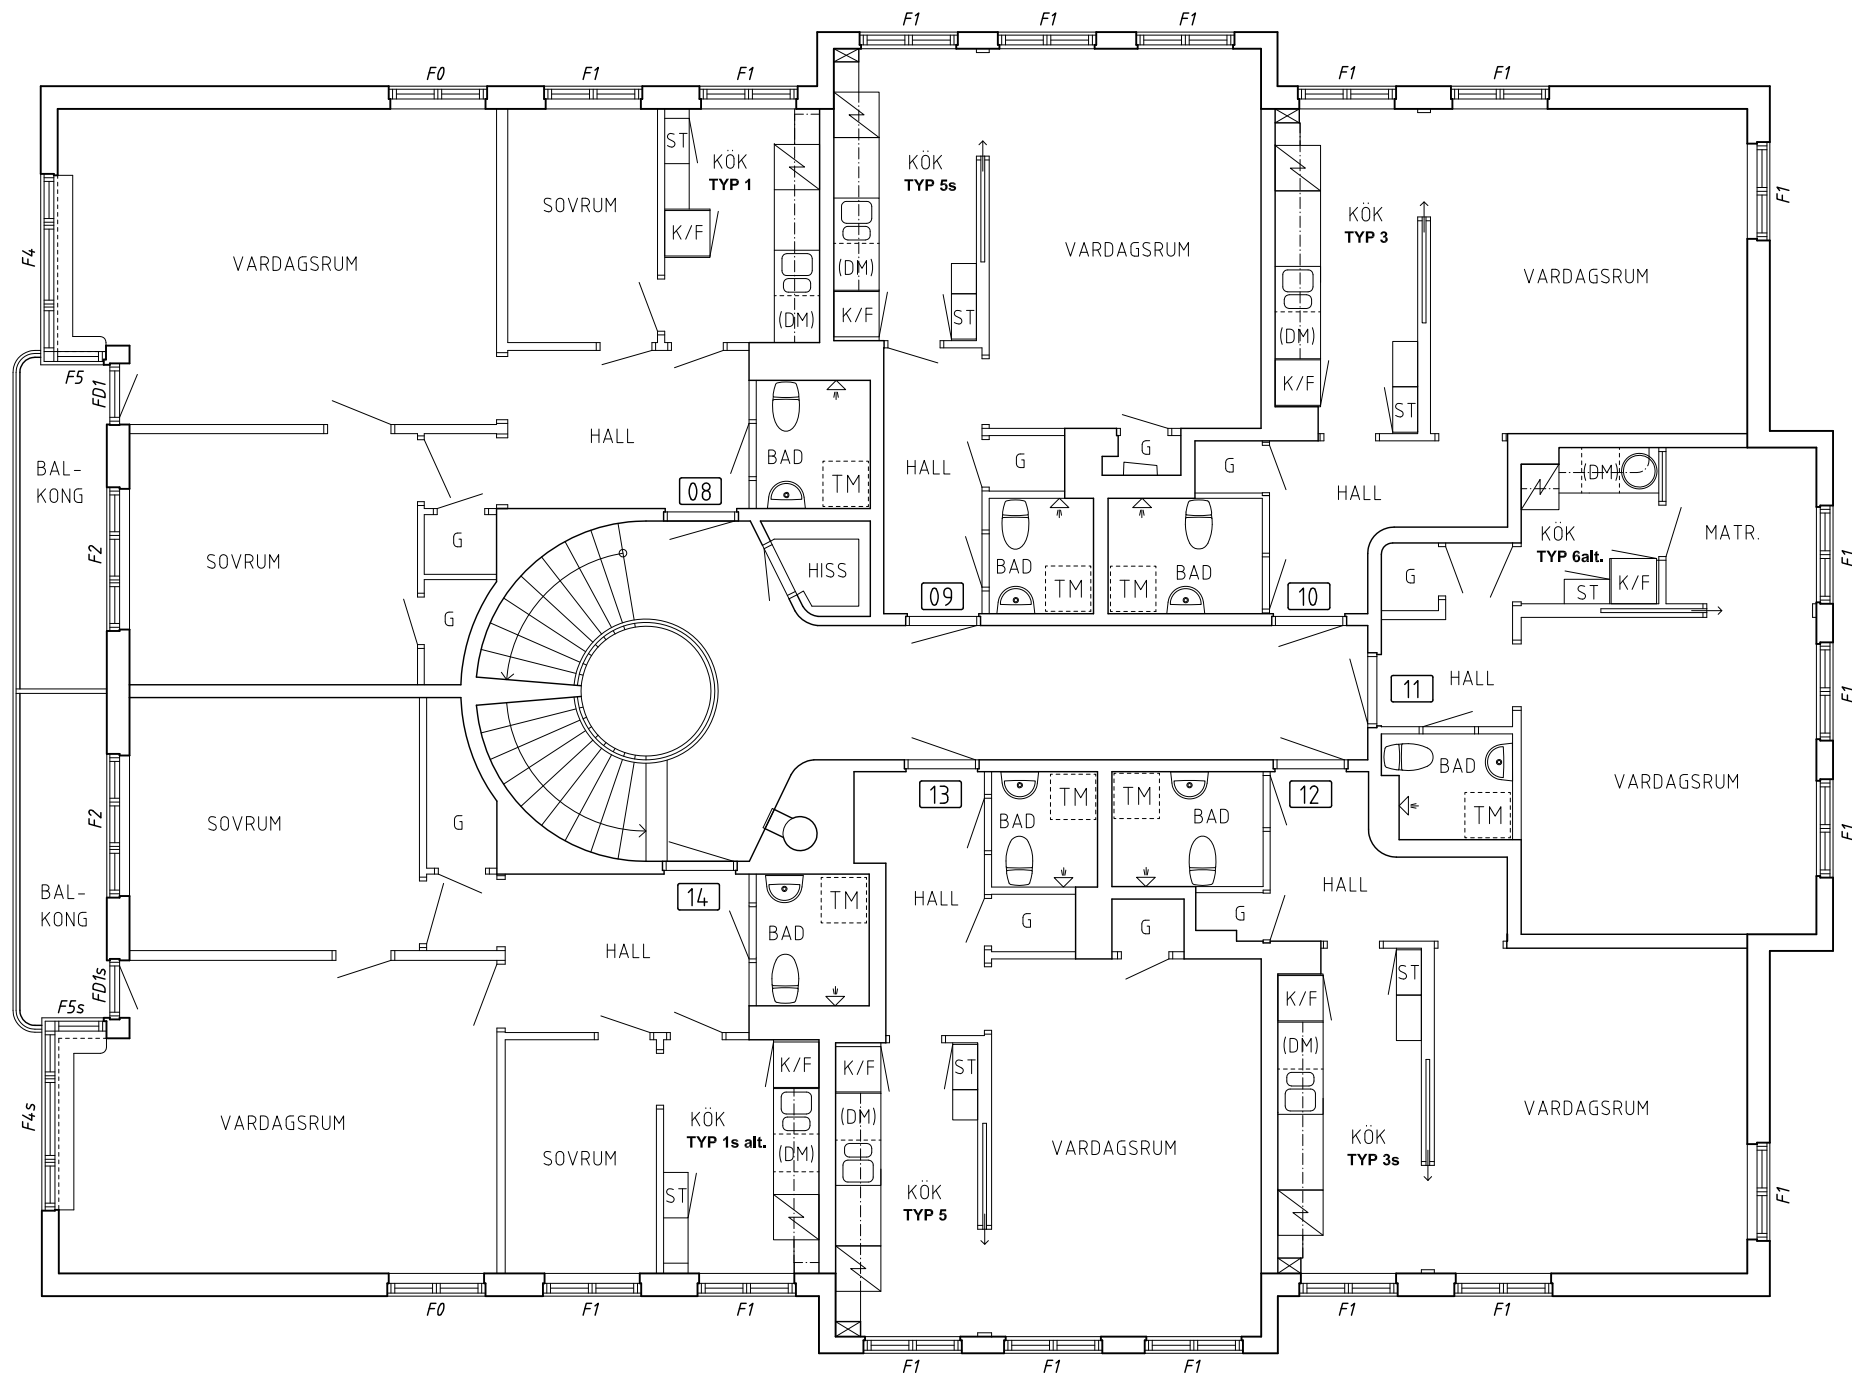 F1 F1 F1
F0 F1 F1 F1 F1
ST
KÖK
TYP 1
KÖK
TYP 5s
SOVRUM
K/F
KÖK
TYP 3
F1
F4
VARDAGSRUM
VARDAGSRUM
VARDAGSRUM
(DM)
(DM)
K/F
ST
(DM)
F5
FD1
K/F
ST
HALL
BAL-
KONG
BAD
TM
HALL
G
G
G
HALL
(DM)
08
F2
SOVRUM
G
HISS
BAD
TM
TM
BAD
KÖK
TYP 6alt.
MATR.
F1
G
ST
K/F
09
10
G
11
HALL
F1
13
TM
TM
12
BAD
TM
VARDAGSRUM
F1
F2
SOVRUM
G
BAD
BAD
BAL-
KONG
14
TM
BAD
HALL
G
G
G
HALL
HALL
FD1s
F5s
ST
K/F
F4s
VARDAGSRUM
SOVRUM
KÖK
TYP 1s alt.
K/F
(DM)
ST
K/F
(DM)
ST
VARDAGSRUM
KÖK
TYP 5
(DM)
KÖK
TYP 3s
VARDAGSRUM
F1
F0 F1 F1 F1 F1
F1 F1 F1